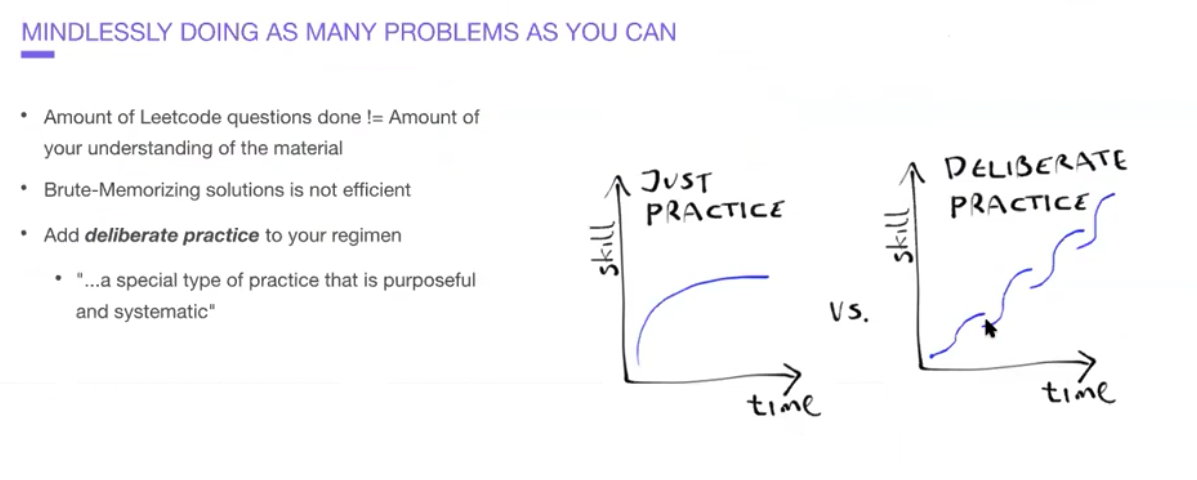 MINDLESSLY DOING AS MANY PROBLEMS AS YOU CAN
• Amount of Leetcode questions done != Amount of
your understanding of the material
• Brute-Memorizing solutions is not efficient
• Add deliberate practice to your regimen
• "...a special type of practice that is purposeful
and systematic"
JUST
PRACTICE
skill
time
vs.
DELIBERATE
PRACTICE
skill
time